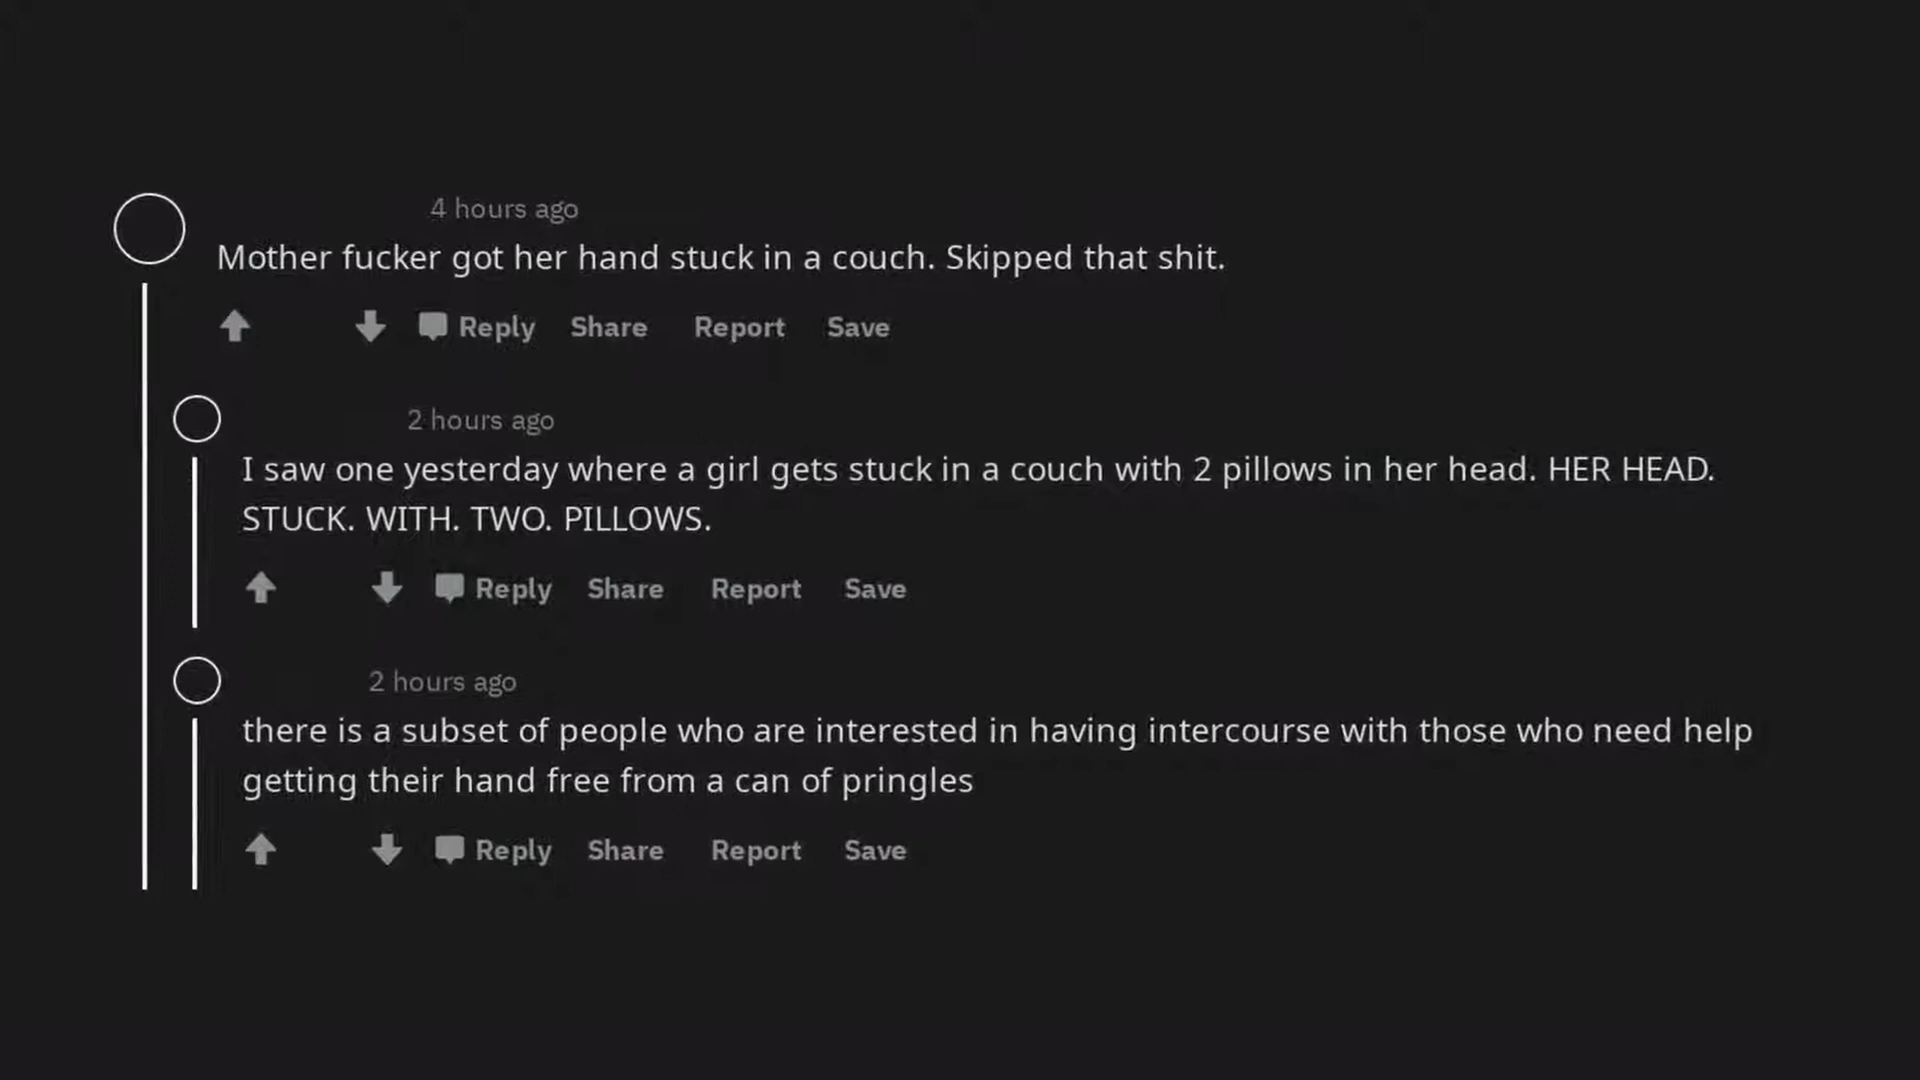 4 hours ago
Mother fucker got her hand stuck in a couch. Skipped that shit.
Reply Share Report Save
2 hours ago
I saw one yesterday where a girl gets stuck in a couch with 2 pillows in her head. HER HEAD.
STUCK. WITH. TWO. PILLOWS.
Reply Share Report Save
2 hours ago
there is a subset of people who are interested in having intercourse with those who need help
getting their hand free from a can of pringles
Reply Share Report Save